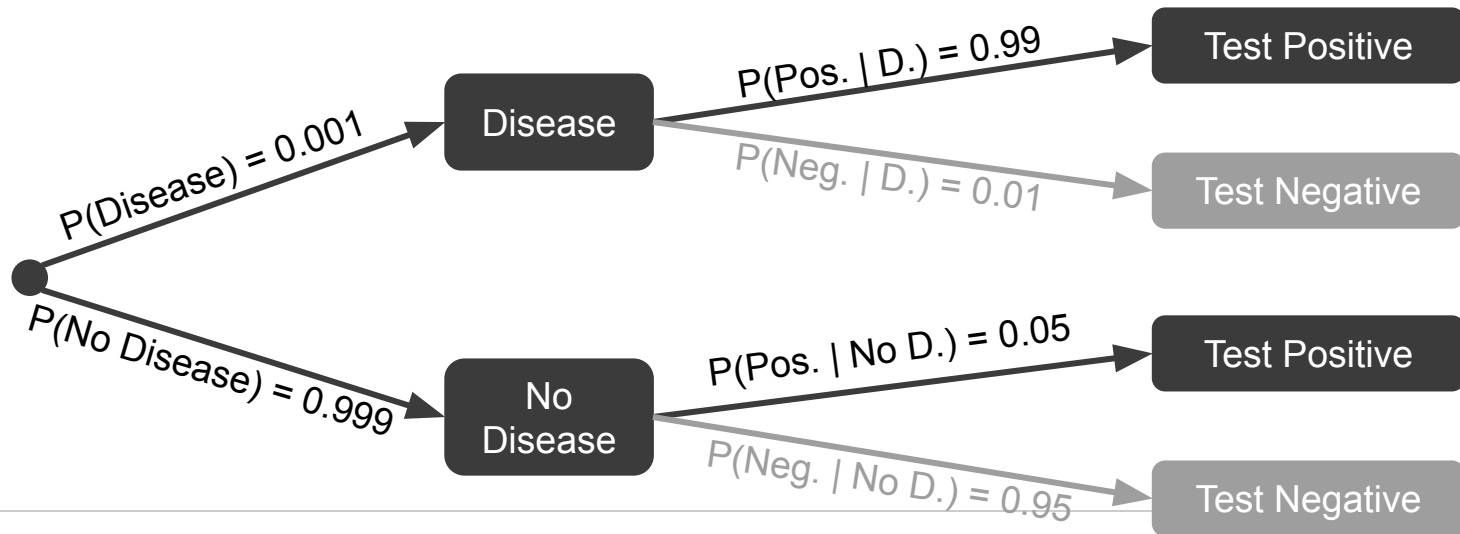 P(Disease) = 0.001
Disease
P(Pos. | D.) = 0.99
Test Positive
P(Neg. | D.) = 0.01
Test Negative
P(No Disease) = 0.999
No
Disease
P(Pos. | No D.) = 0.05
Test Positive
P(Neg. | No D.) = 0.95
Test Negative